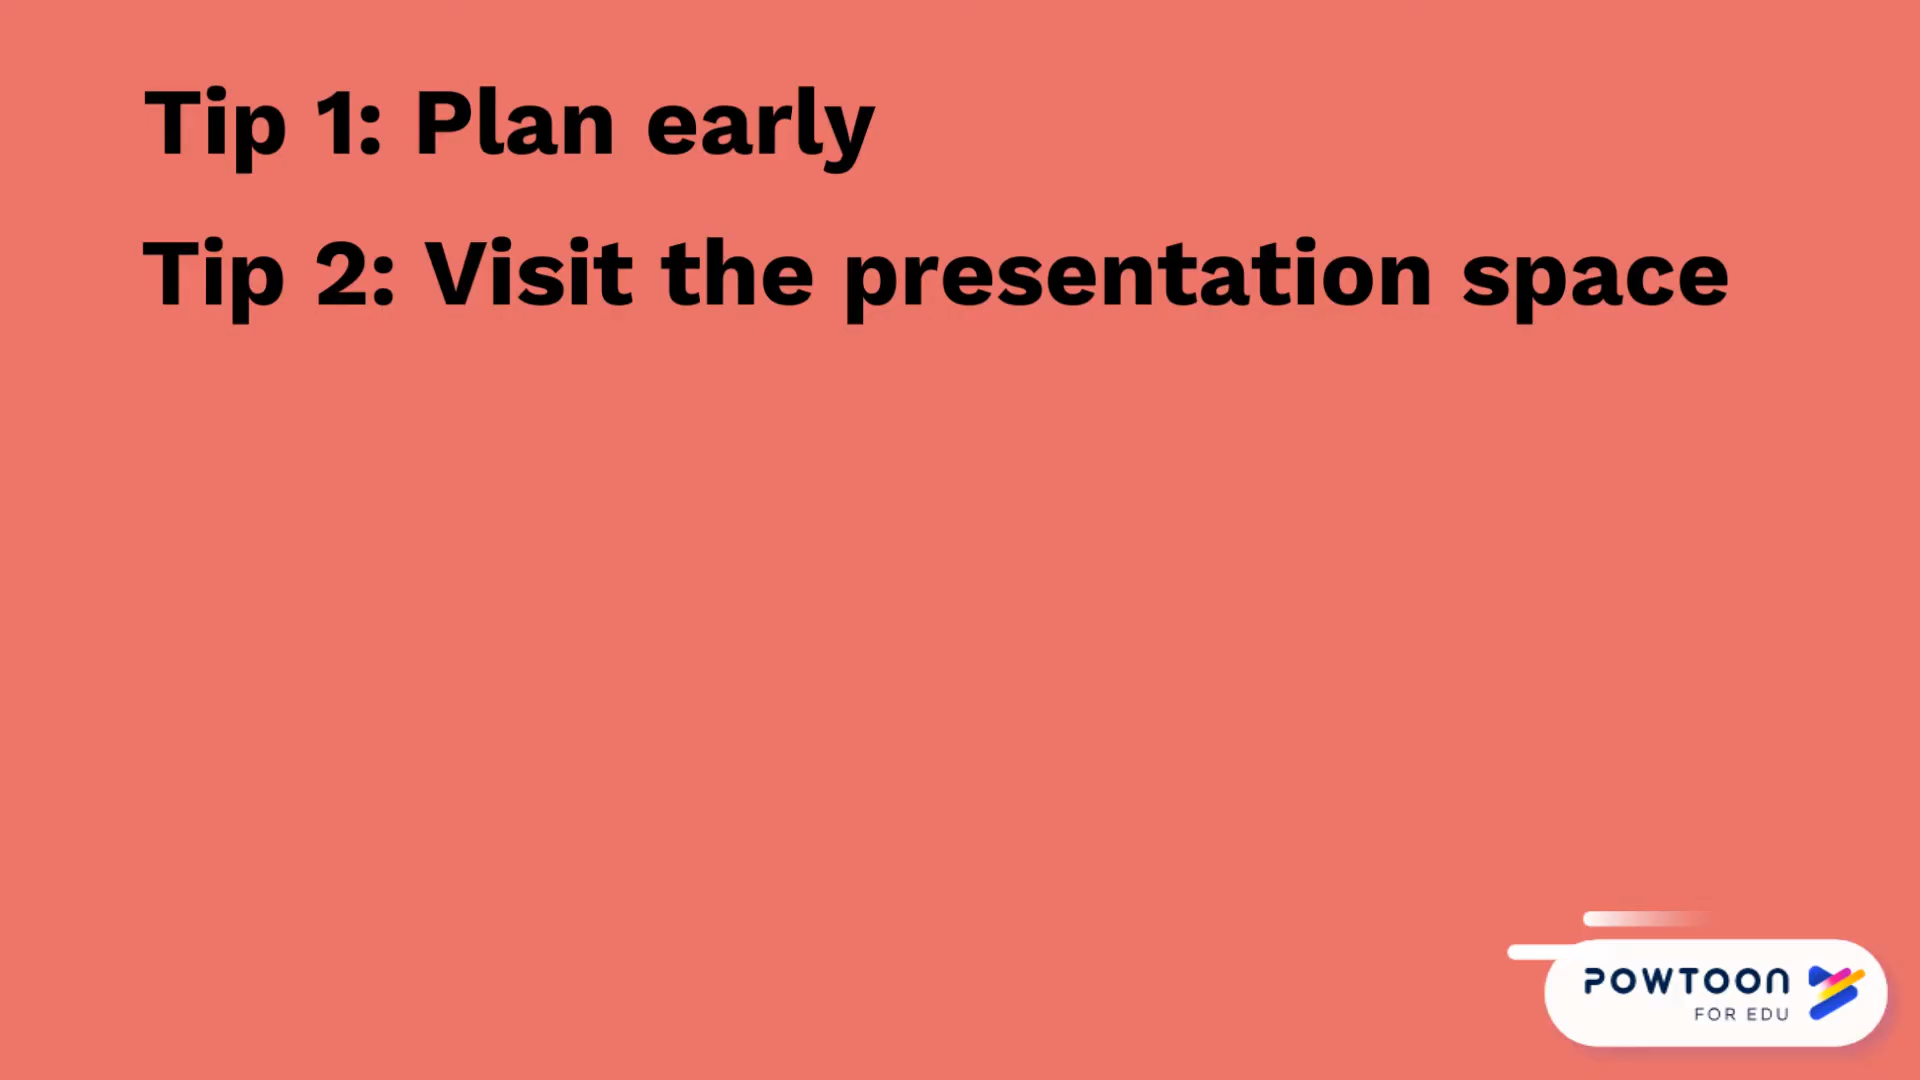 Tip 1: Plan early
Tip 2: Visit the presentation space
POWTOON
FOR EDU